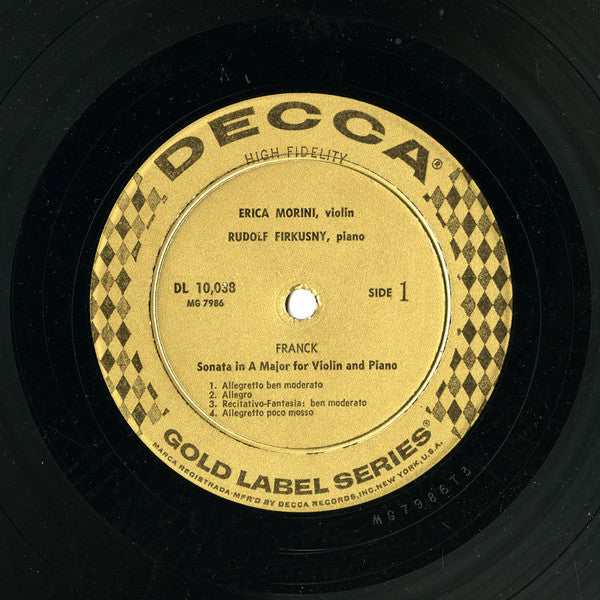 DECCA®
HIGH FIDELITY
ERICA MORINI, violin
RUDOLF FIRKUSNY, piano
DL 10,038
MG 7986
SIDE 1
FRANCK
Sonata in A Major for Violin and Piano
1. Allegretto ben moderato
2. Allegro
3. Recitativo-Fantasia: ben moderato
4. Allegretto poco mosso
GOLD LABEL SERIES®
MARCA REGISTRADA-MFR'D BY DECCA RECORDS, INC., NEW YORK, U.S.A.
MG7986T3